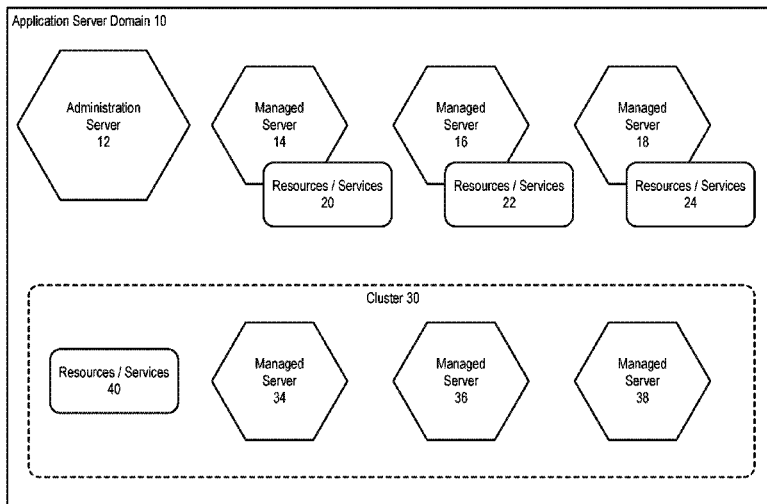 Application Server Domain 10
Administration
Server
12
Managed
Server
14
Resources / Services
20
Managed
Server
16
Resources / Services
22
Managed
Server
18
Resources / Services
24
Cluster 30
Resources / Services
40
Managed
Server
34
Managed
Server
36
Managed
Server
38